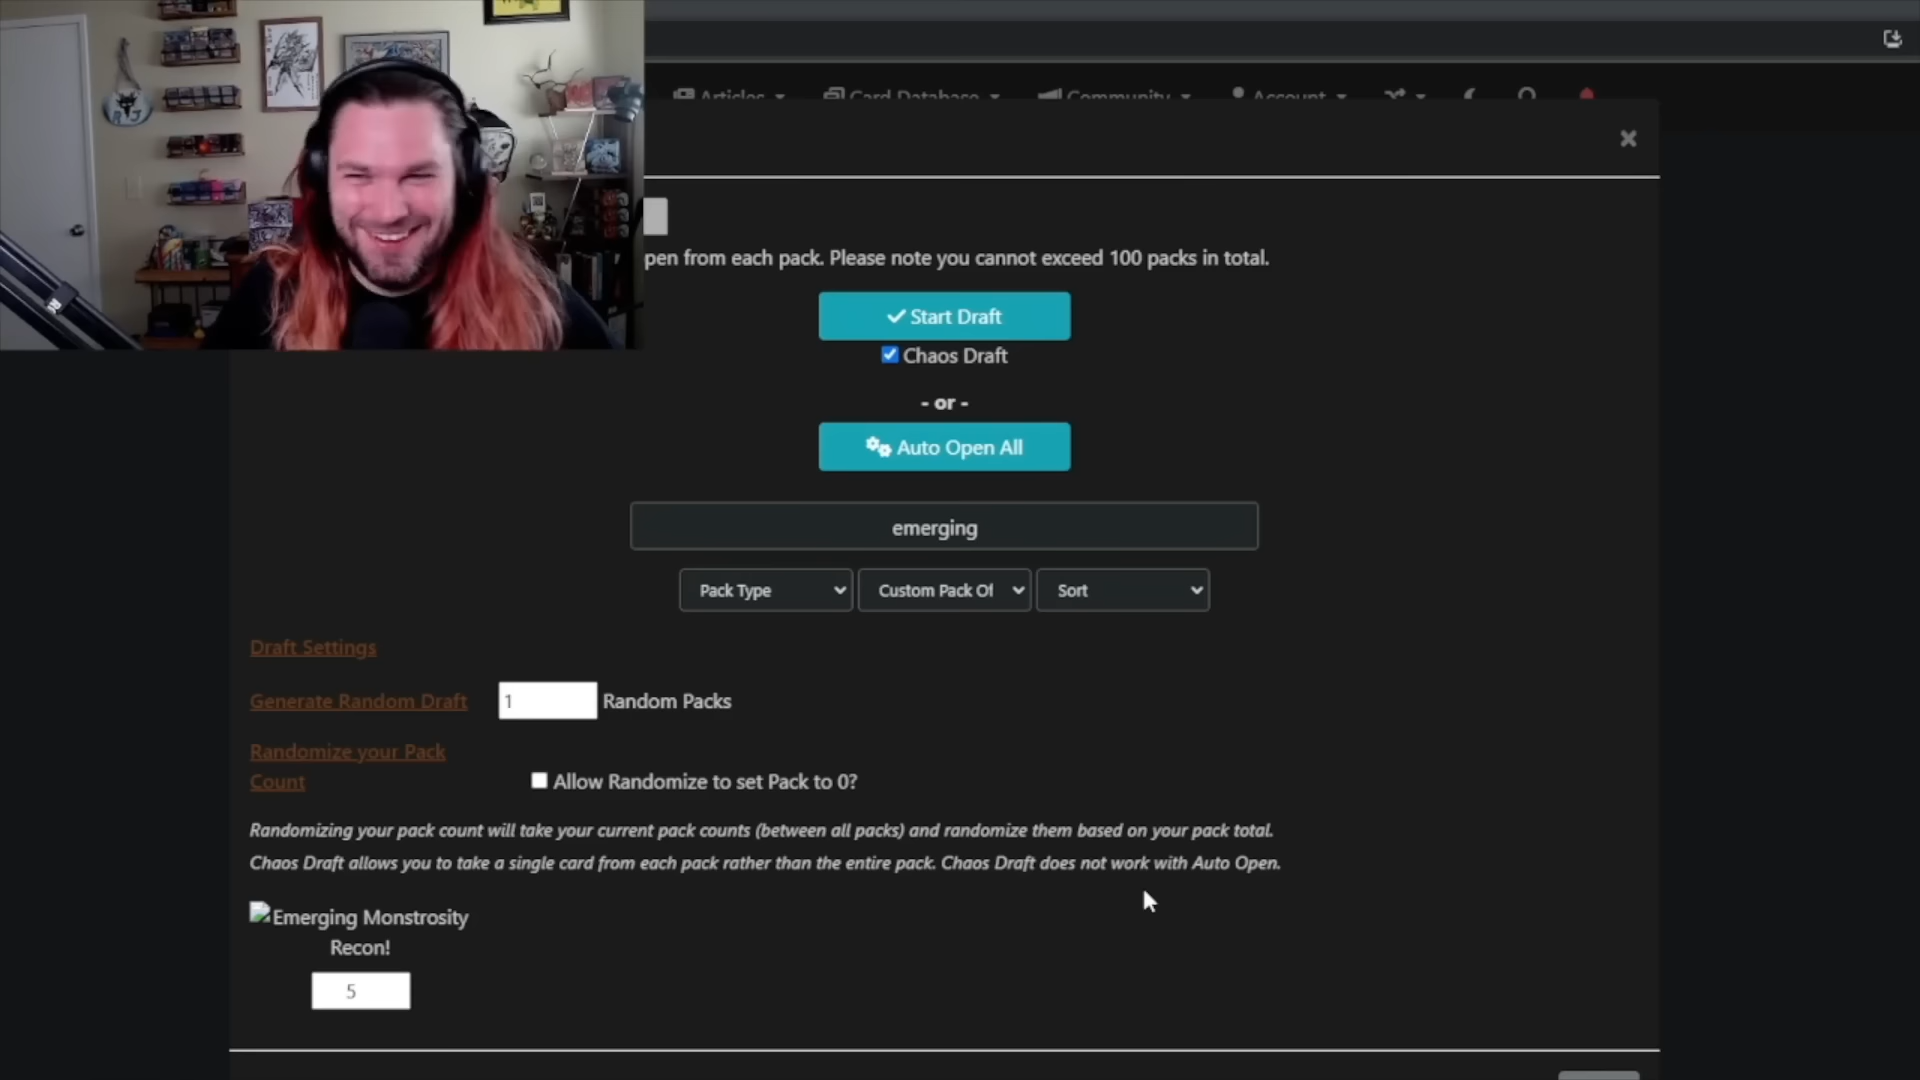 Articles
Card Database
Community
Account
pen from each pack. Please note you cannot exceed 100 packs in total.
Start Draft
Chaos Draft
- or -
Auto Open All
emerging
Pack Type
Custom Pack Of
Sort
Draft Settings
Generate Random Draft
1
Random Packs
Randomize your Pack
Count
Allow Randomize to set Pack to 0?
Randomizing your pack count will take your current pack counts (between all packs) and randomize them based on your pack total.
Chaos Draft allows you to take a single card from each pack rather than the entire pack. Chaos Draft does not work with Auto Open.
Emerging Monstrosity
Recon!
5